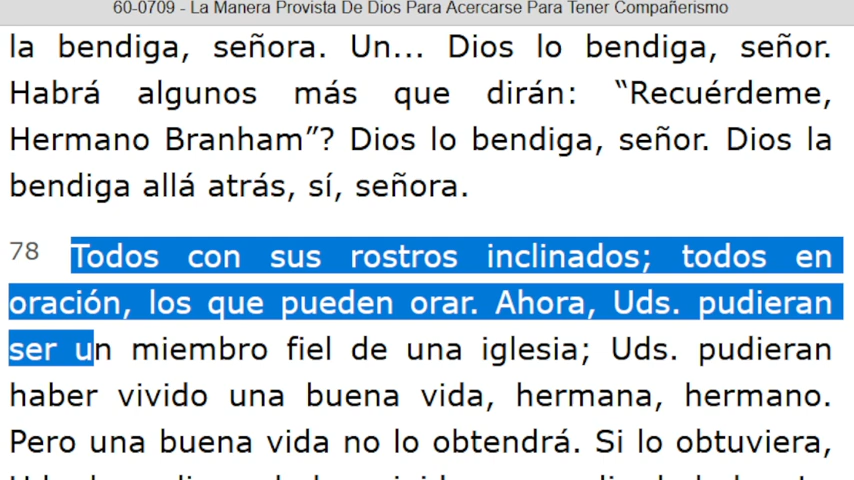 60-0709 - La Manera Provista De Dios Para Acercarse Para Tener Compañerismo
la bendiga, señora. Un... Dios lo bendiga, señor.
Habrá algunos más que dirán: “Recuérdeme,
Hermano Branham”? Dios lo bendiga, señor. Dios la
bendiga allá atrás, sí, señora.
78 Todos con sus rostros inclinados; todos en
oración, los que pueden orar. Ahora, Uds. pudieran
ser un miembro fiel de una iglesia; Uds. pudieran
haber vivido una buena vida, hermana, hermano.
Pero una buena vida no lo obtendrá. Si lo obtuviera,